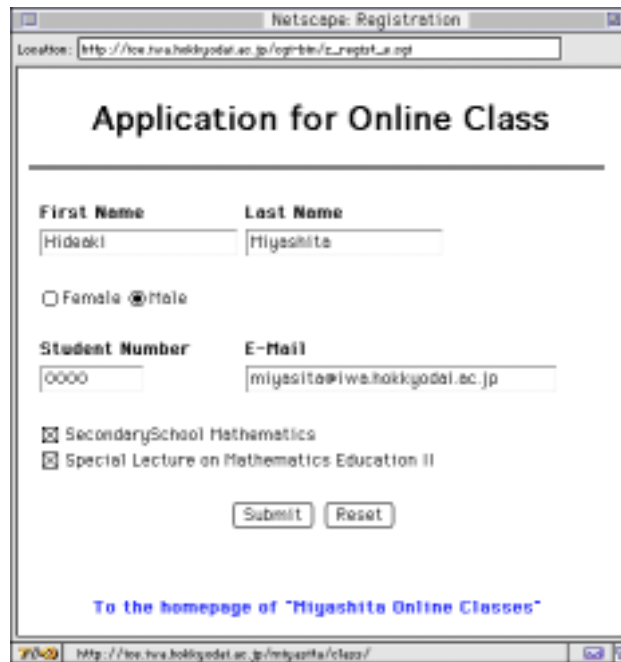 Netscape: Registration
Location: http://ice.iwa.hokkyodai.ac.jp/cgi-bin/z_regist_e.cgi
Application for Online Class
First Name Last Name
Hideaki Miyashita
Female Male
Student Number E-Mail
0000 miyasita@iwa.hokkyodai.ac.jp
SecondarySchool Mathematics
Special Lecture on Mathematics Education II
Submit Reset
To the homepage of "Miyashita Online Classes"
http://ice.iwa.hokkyodai.ac.jp/miyasita/class/